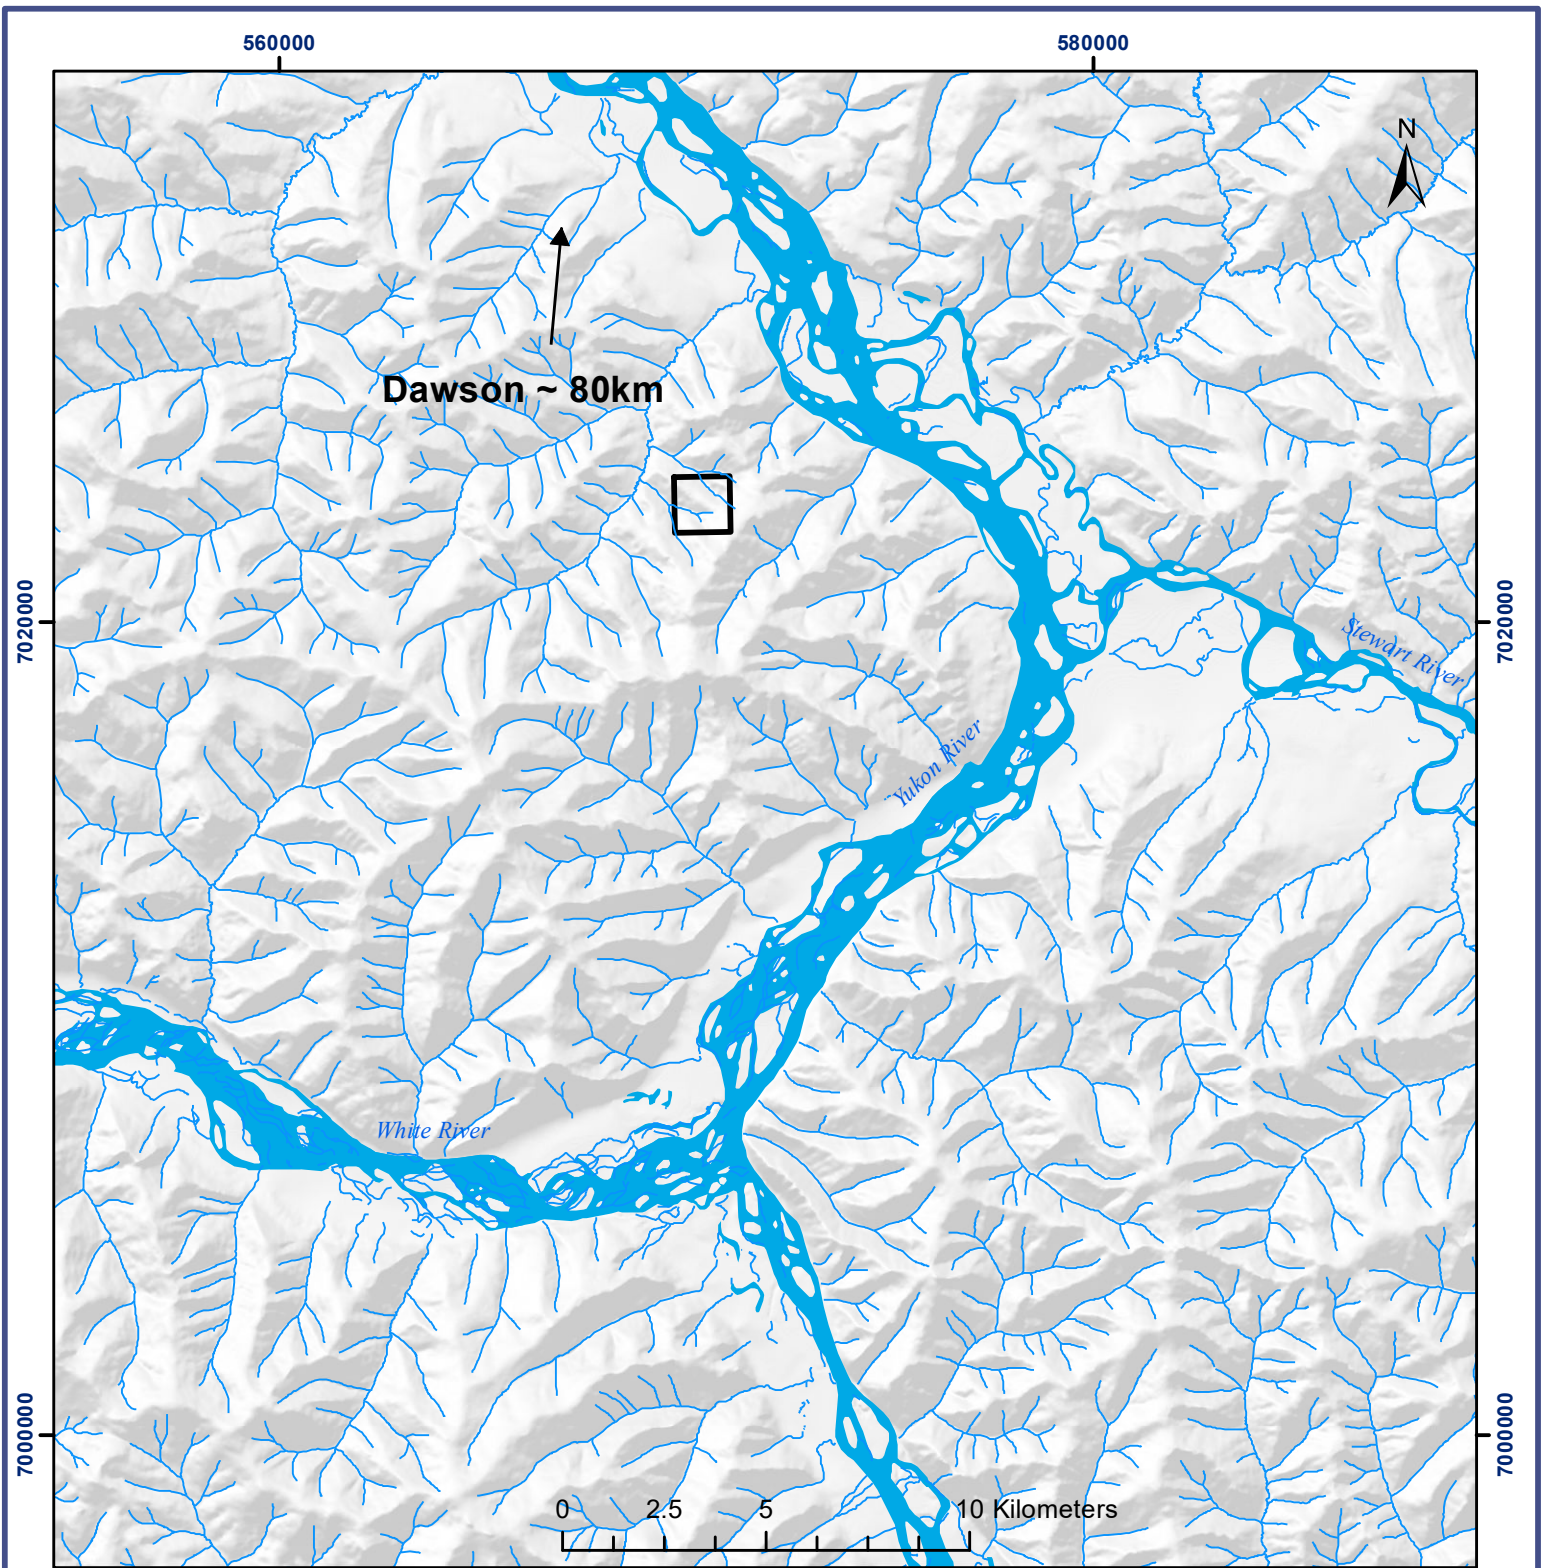 560000
580000
N
Dawson ~ 80km
7020000
7020000
Stewart River
Yukon River
White River
7000000
7000000
0 2.5 5 10 Kilometers